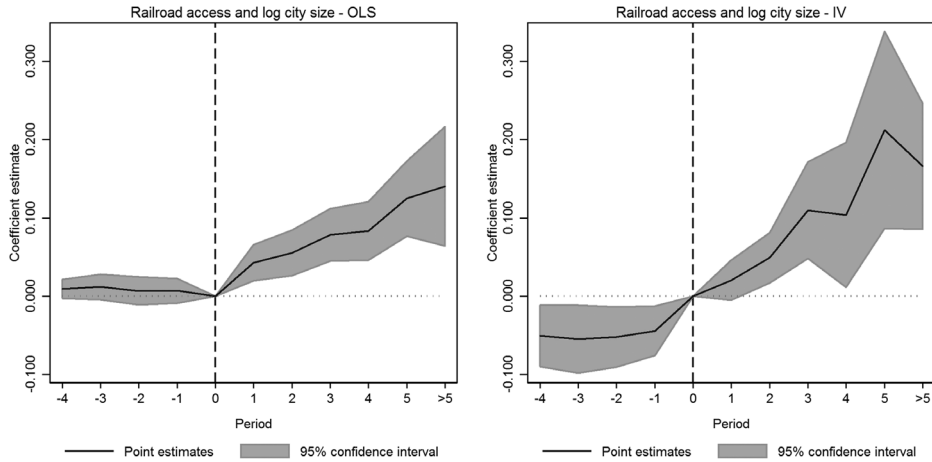 Railroad access and log city size - OLS
Coefficient estimate
0.300
0.200
0.100
0.000
-0.100
-4 -3 -2 -1 0 1 2 3 4 5 >5
Period
Point estimates 95% confidence interval
Railroad access and log city size - IV
Coefficient estimate
0.300
0.200
0.100
0.000
-0.100
-4 -3 -2 -1 0 1 2 3 4 5 >5
Period
Point estimates 95% confidence interval